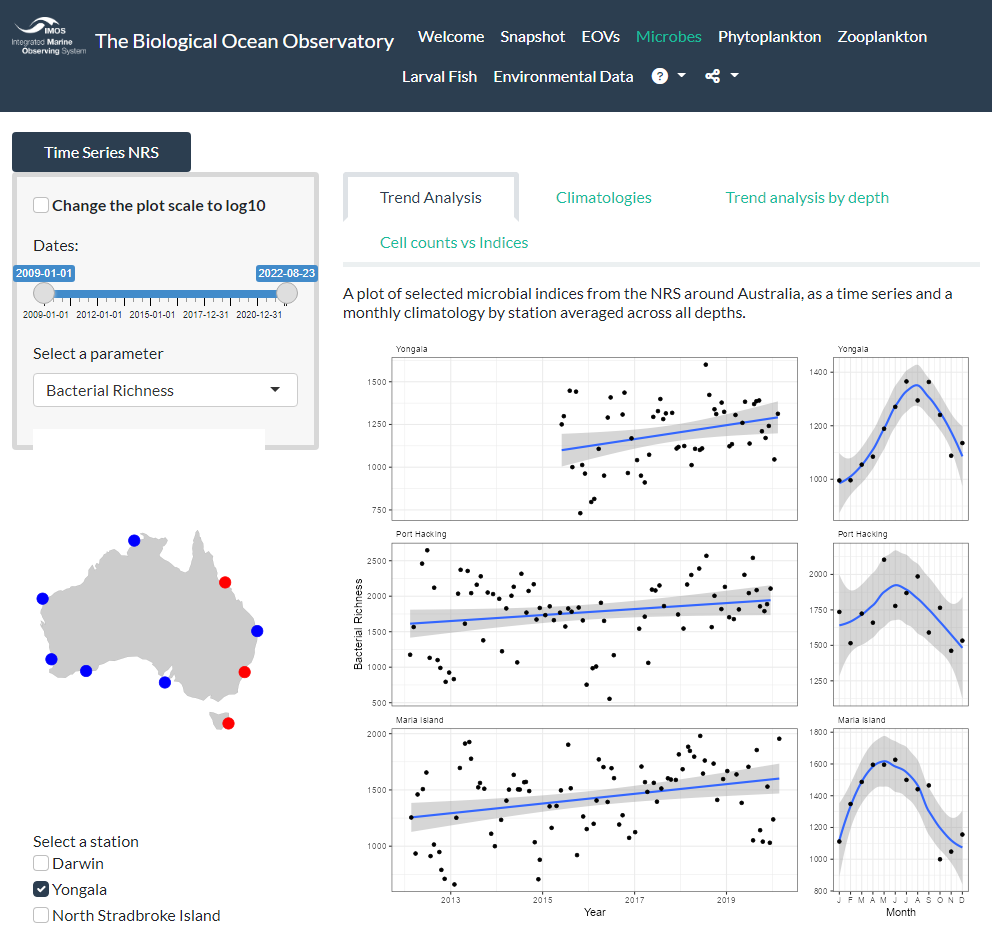 IMOS
Integrated Marine
Observing System
The Biological Ocean Observatory
Welcome Snapshot EOVs Microbes Phytoplankton Zooplankton
Larval Fish Environmental Data ?
Time Series NRS
Change the plot scale to log10
Dates:
2009-01-01 2022-08-23
2009-01-01 2012-01-01 2015-01-01 2017-12-31 2020-12-31
Select a parameter
Bacterial Richness
Select a station
Darwin
Yongala
North Stradbroke Island
Trend Analysis Climatologies Trend analysis by depth
Cell counts vs Indices
A plot of selected microbial indices from the NRS around Australia, as a time series and a
monthly climatology by station averaged across all depths.
Bacterial Richness
Yongala
1500
1250
1000
750
Yongala
1400
1200
1000
Port Hacking
2500
2000
1500
1000
500
Port Hacking
2000
1750
1500
1250
Maria Island
2000
1500
1000
2013 2015 2017 2019
Year
Maria Island
1800
1600
1400
1200
1000
800
J F M A M J J A S O N D
Month